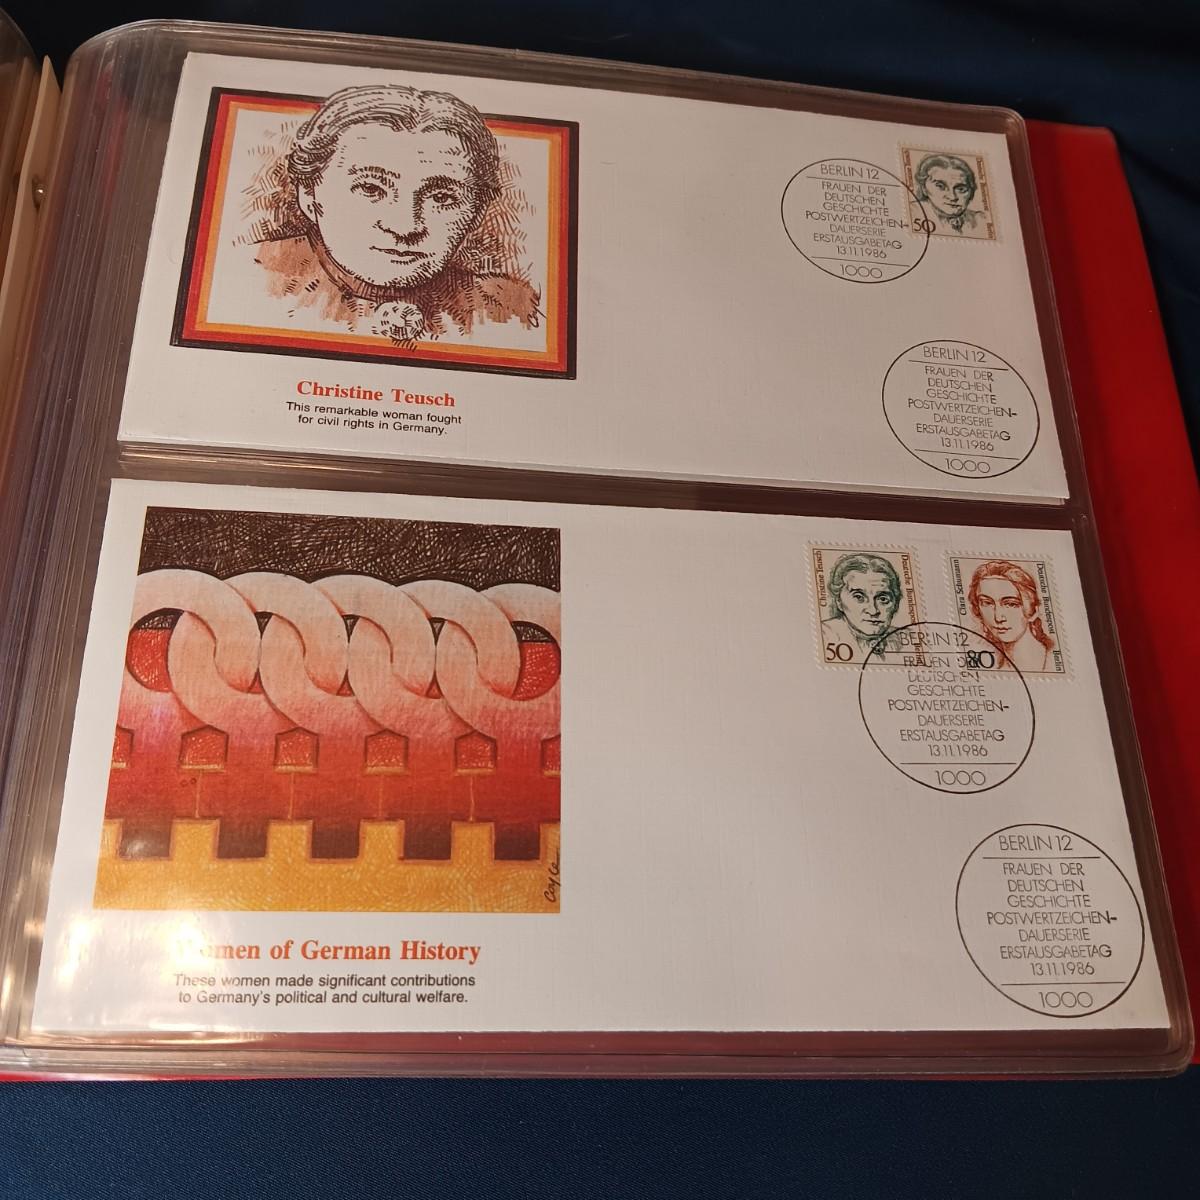 BERLIN 12
FRAUEN DER
DEUTSCHEN
GESCHICHTE
POSTWERTZEICHEN-
DAUERSERIE
ERSTAUSGABETAG
13.11.1986
1000
50
Berlin
BERLIN 12
FRAUEN DER
DEUTSCHEN
GESCHICHTE
POSTWERTZEICHEN-
DAUERSERIE
ERSTAUSGABETAG
13.11.1986
1000
Coyle
Christine Teusch
This remarkable woman fought
for civil rights in Germany.
Christine Teusch
Deutsche Bundespost
50
Clara Schumann
Deutsche Bundespost
Berlin
80
BERLIN 12
FRAUEN DER
DEUTSCHEN
GESCHICHTE
POSTWERTZEICHEN-
DAUERSERIE
ERSTAUSGABETAG
13.11.1986
1000
BERLIN 12
FRAUEN DER
DEUTSCHEN
GESCHICHTE
POSTWERTZEICHEN-
DAUERSERIE
ERSTAUSGABETAG
13.11.1986
1000
Coyle
Women of German History
These women made significant contributions
to Germany's political and cultural welfare.